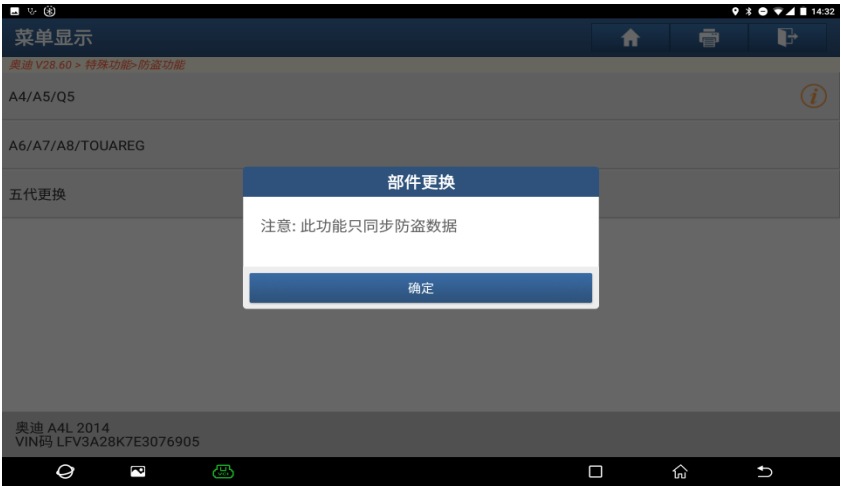 14:32
菜单显示
奥迪 V28.60 > 特殊功能>防盗功能
A4/A5/Q5
A6/A7/A8/TOUAREG
五代更换
部件更换
注意: 此功能只同步防盗数据
确定
奥迪 A4L 2014
VIN码 LFV3A28K7E3076905